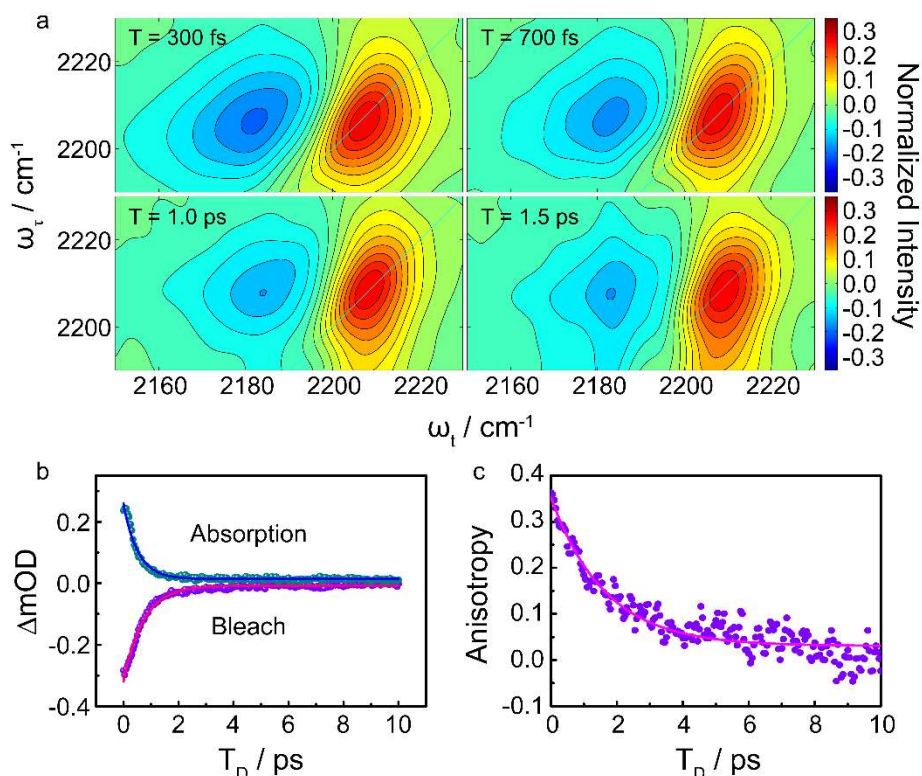 a
T = 300 fs
T = 700 fs
2220
2200
T = 1.0 ps
T = 1.5 ps
2220
2200
ω_τ / cm⁻¹
0.3
0.2
0.1
0.0
-0.1
-0.2
-0.3
0.3
0.2
0.1
0.0
-0.1
-0.2
-0.3
Normalized Intensity
2160 2180 2200 2220 2160 2180 2200 2220
ω_t / cm⁻¹
b
ΔmOD
0.2
0.0
-0.2
-0.4
Absorption
Bleach
0 2 4 6 8 10
T_D / ps
c
Anisotropy
0.4
0.3
0.2
0.1
0.0
-0.1
0 2 4 6 8 10
T_D / ps